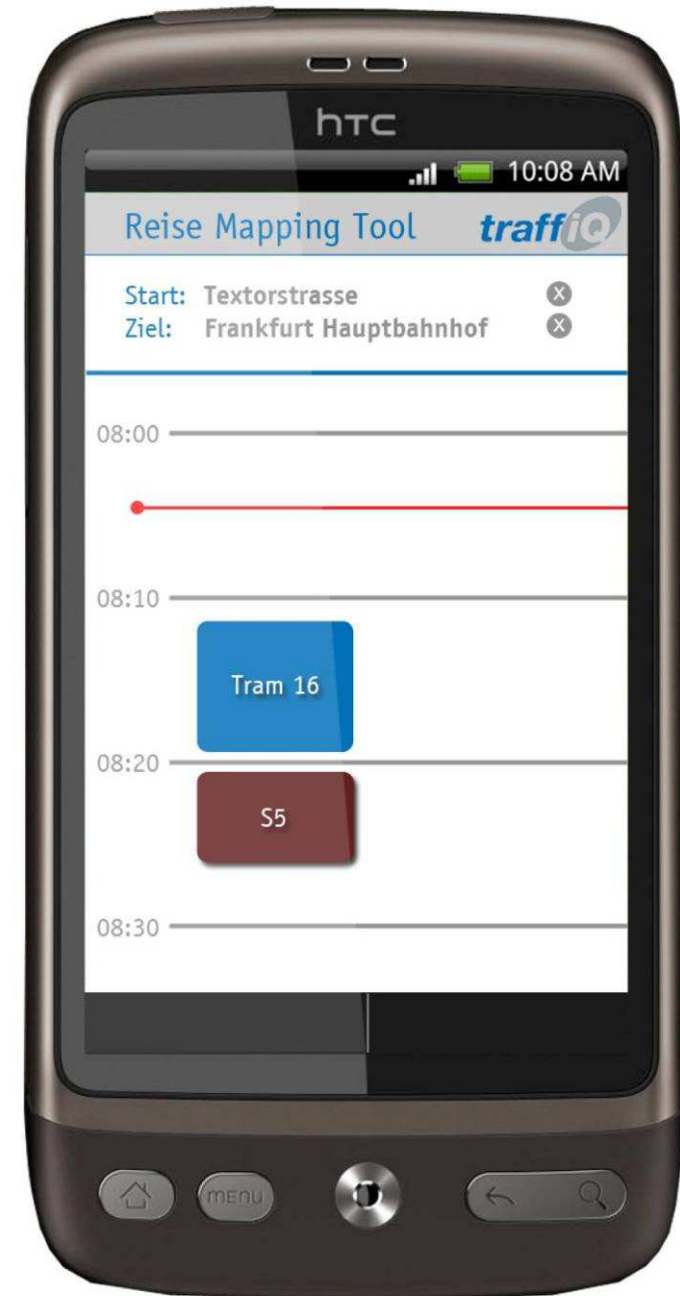 htc
10:08 AM
Reise Mapping Tool traffiQ
Start: Textorstrasse X
Ziel: Frankfurt Hauptbahnhof X
08:00
08:10
Tram 16
08:20
S5
08:30
menu